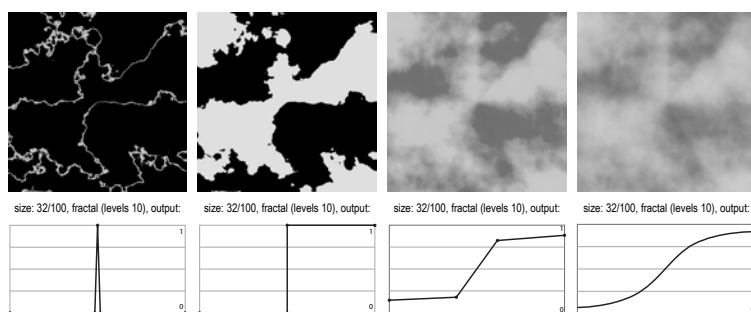 size: 32/100, fractal (levels 10), output:
size: 32/100, fractal (levels 10), output:
size: 32/100, fractal (levels 10), output:
size: 32/100, fractal (levels 10), output:
1
1
1
0
0
0